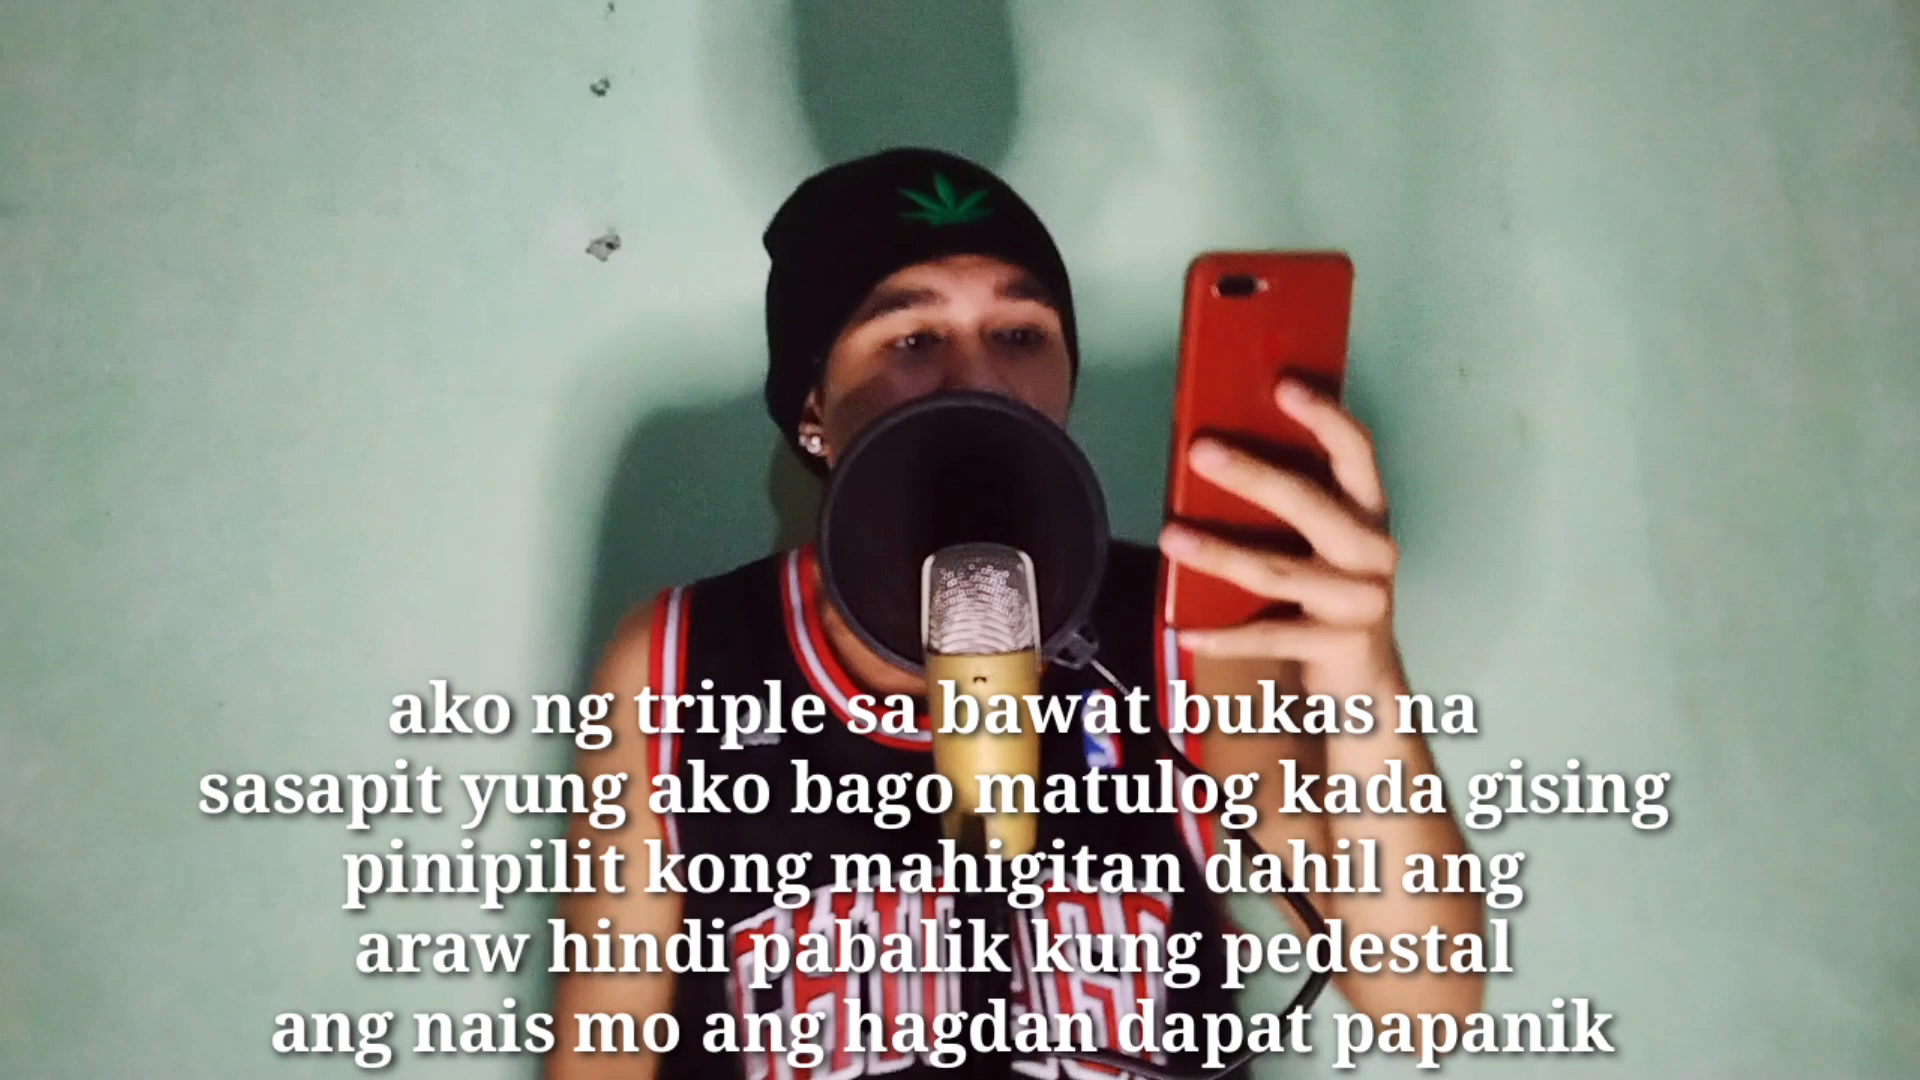 ako ng triple sa bawat bukas na
sasapit yung ako bago matulog kada gising
pinipilit kong mahigitan dahil ang
araw hindi pabalik kung pedestal
ang nais mo ang hagdan dapat papanik